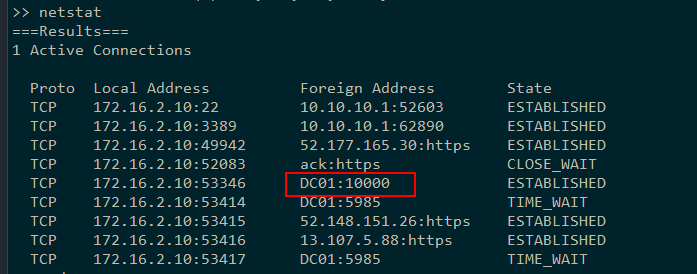 >> netstat
===Results===
1 Active Connections
Proto Local Address Foreign Address State
TCP 172.16.2.10:22 10.10.10.1:52603 ESTABLISHED
TCP 172.16.2.10:3389 10.10.10.1:62890 ESTABLISHED
TCP 172.16.2.10:49942 52.177.165.30:https ESTABLISHED
TCP 172.16.2.10:52083 ack:https CLOSE_WAIT
TCP 172.16.2.10:53346 DC01:10000 ESTABLISHED
TCP 172.16.2.10:53414 DC01:5985 TIME_WAIT
TCP 172.16.2.10:53415 52.148.151.26:https ESTABLISHED
TCP 172.16.2.10:53416 13.107.5.88:https ESTABLISHED
TCP 172.16.2.10:53417 DC01:5985 TIME_WAIT